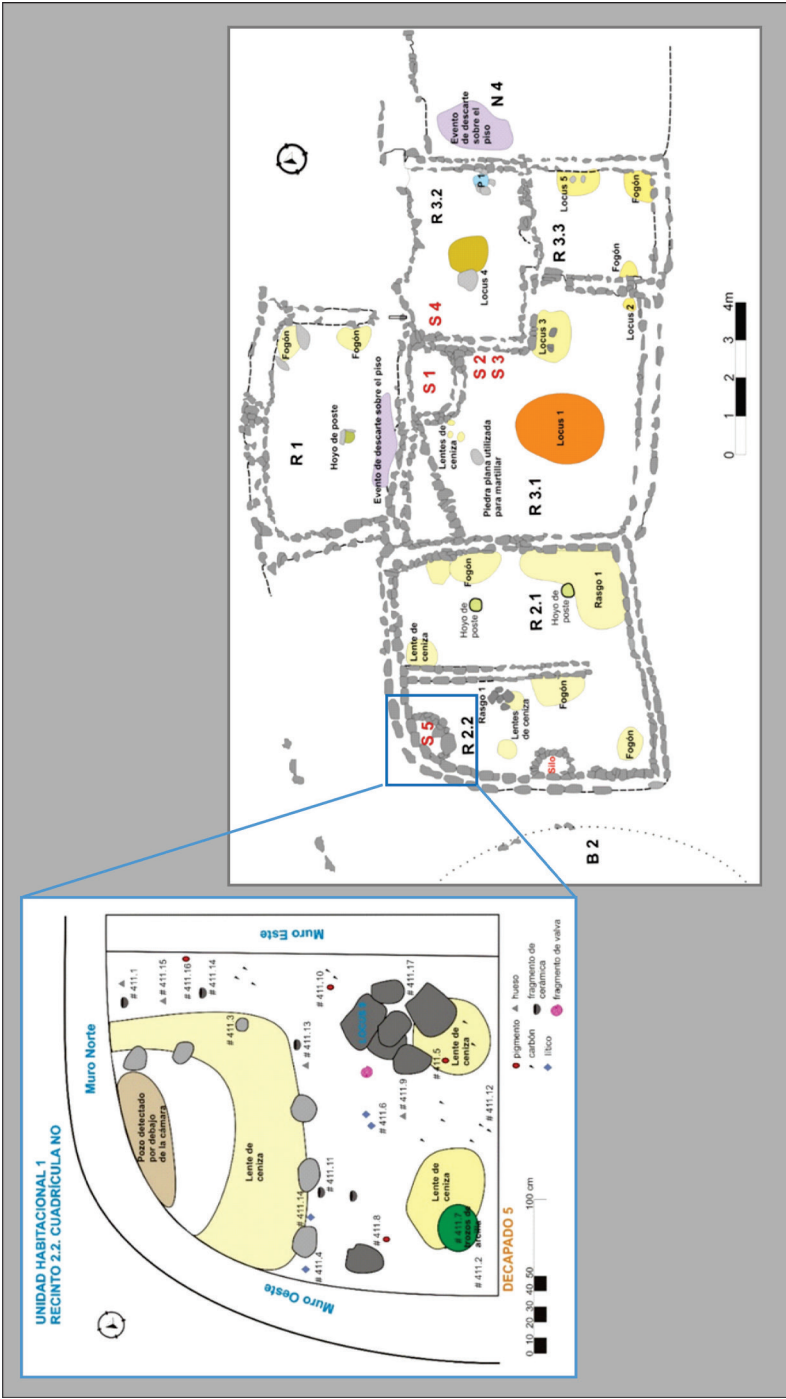 UNIDAD HABITACIONAL 1
RECINTO 2.2. CUADRÍCULA NO
Muro Norte
Muro Este
Muro Oeste
Pozo detectado
por debajo
de la cámara
Lente de
ceniza
# 411.1
# 411.15
# 411.16
# 411.14
# 411.3
# 411.13
# 411.10
# 411.17
# 411.14
# 411.11
# 411.4
# 411.6
# 411.9
# 411.5
Lente de
ceniza
# 411.12
# 411.8
Lente de
ceniza
# 411.7
trozos de
arcilla
# 411.2
DECAPADO 5
0 10 20 30 40 50
100 cm
pigmento
hueso
carbón
fragmento de
cerámica
lítico
fragmento de valva
R 1
Fogón
Fogón
Hoyo de poste
Evento de descarte sobre el piso
Evento
de descarte
sobre el
piso
N 4
S 1
S 4
R 3.2
P 1
Locus 4
S 2
S 3
Lentes de
ceniza
Piedra plana utilizada
para martillar
R 3.1
Locus 1
Locus 3
Locus 2
R 3.3
Locus 5
Fogón
Fogón
Lente de
ceniza
Fogón
Hoyo de
poste
R 2.1
Hoyo de
poste
Rasgo 1
S 5
R 2.2
Rasgo 1
Lentes
de ceniza
Fogón
Silo
Fogón
B 2
0 1 2 3 4m